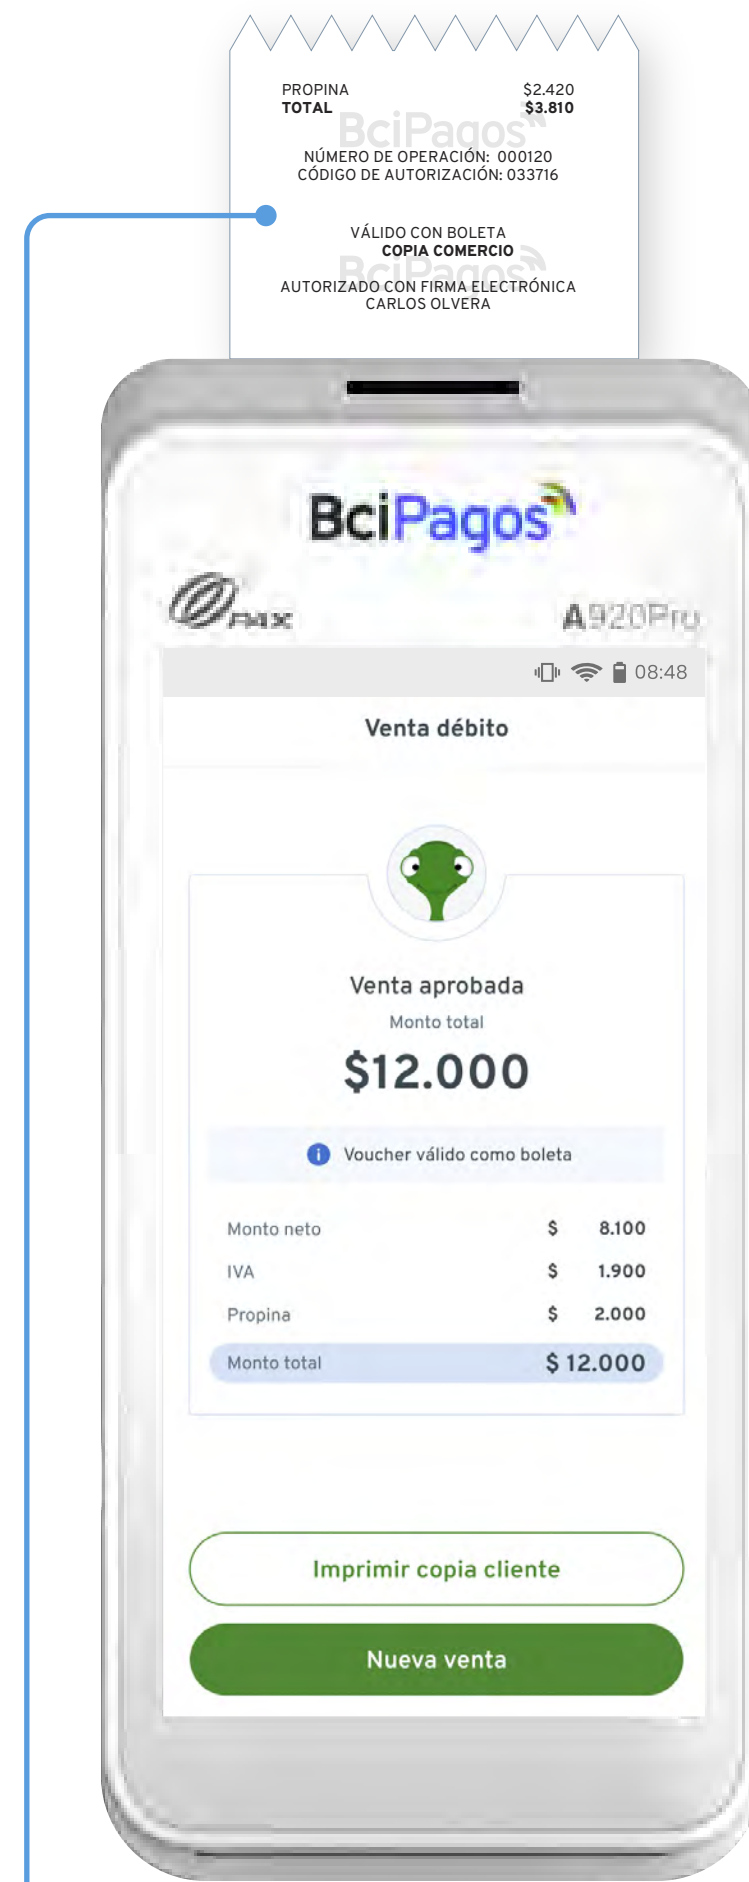 PROPINA $2.420
TOTAL $3.810
BciPagos
NÚMERO DE OPERACIÓN: 000120
CÓDIGO DE AUTORIZACIÓN: 033716
VÁLIDO CON BOLETA
COPIA COMERCIO
BciPagos
AUTORIZADO CON FIRMA ELECTRÓNICA
CARLOS OLVERA
BciPagos
PAX A920Pro
08:48
Venta débito
Venta aprobada
Monto total
$12.000
Voucher válido como boleta
Monto neto $ 8.100
IVA $ 1.900
Propina $ 2.000
Monto total $ 12.000
Imprimir copia cliente
Nueva venta